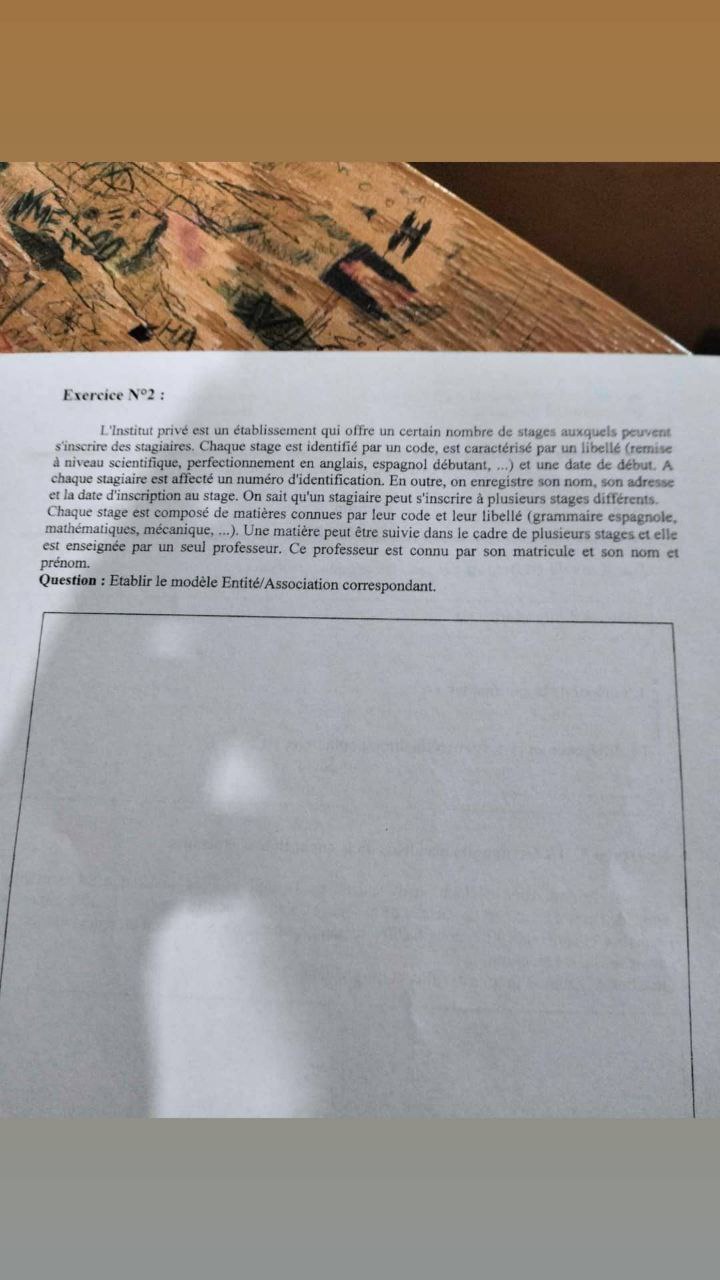 HA
Exercice N°2 :
L'Institut privé est un établissement qui offre un certain nombre de stages auxquels peuvent
s'inscrire des stagiaires. Chaque stage est identifié par un code, est caractérisé par un libellé (remise
à niveau scientifique, perfectionnement en anglais, espagnol débutant, ...) et une date de début. A
chaque stagiaire est affecté un numéro d'identification. En outre, on enregistre son nom, son adresse
et la date d'inscription au stage. On sait qu'un stagiaire peut s'inscrire à plusieurs stages différents.
Chaque stage est composé de matières connues par leur code et leur libellé (grammaire espagnole,
mathématiques, mécanique, ...). Une matière peut être suivie dans le cadre de plusieurs stages et elle
est enseignée par un seul professeur. Ce professeur est connu par son matricule et son nom et
prénom.
Question : Etablir le modèle Entité/Association correspondant.